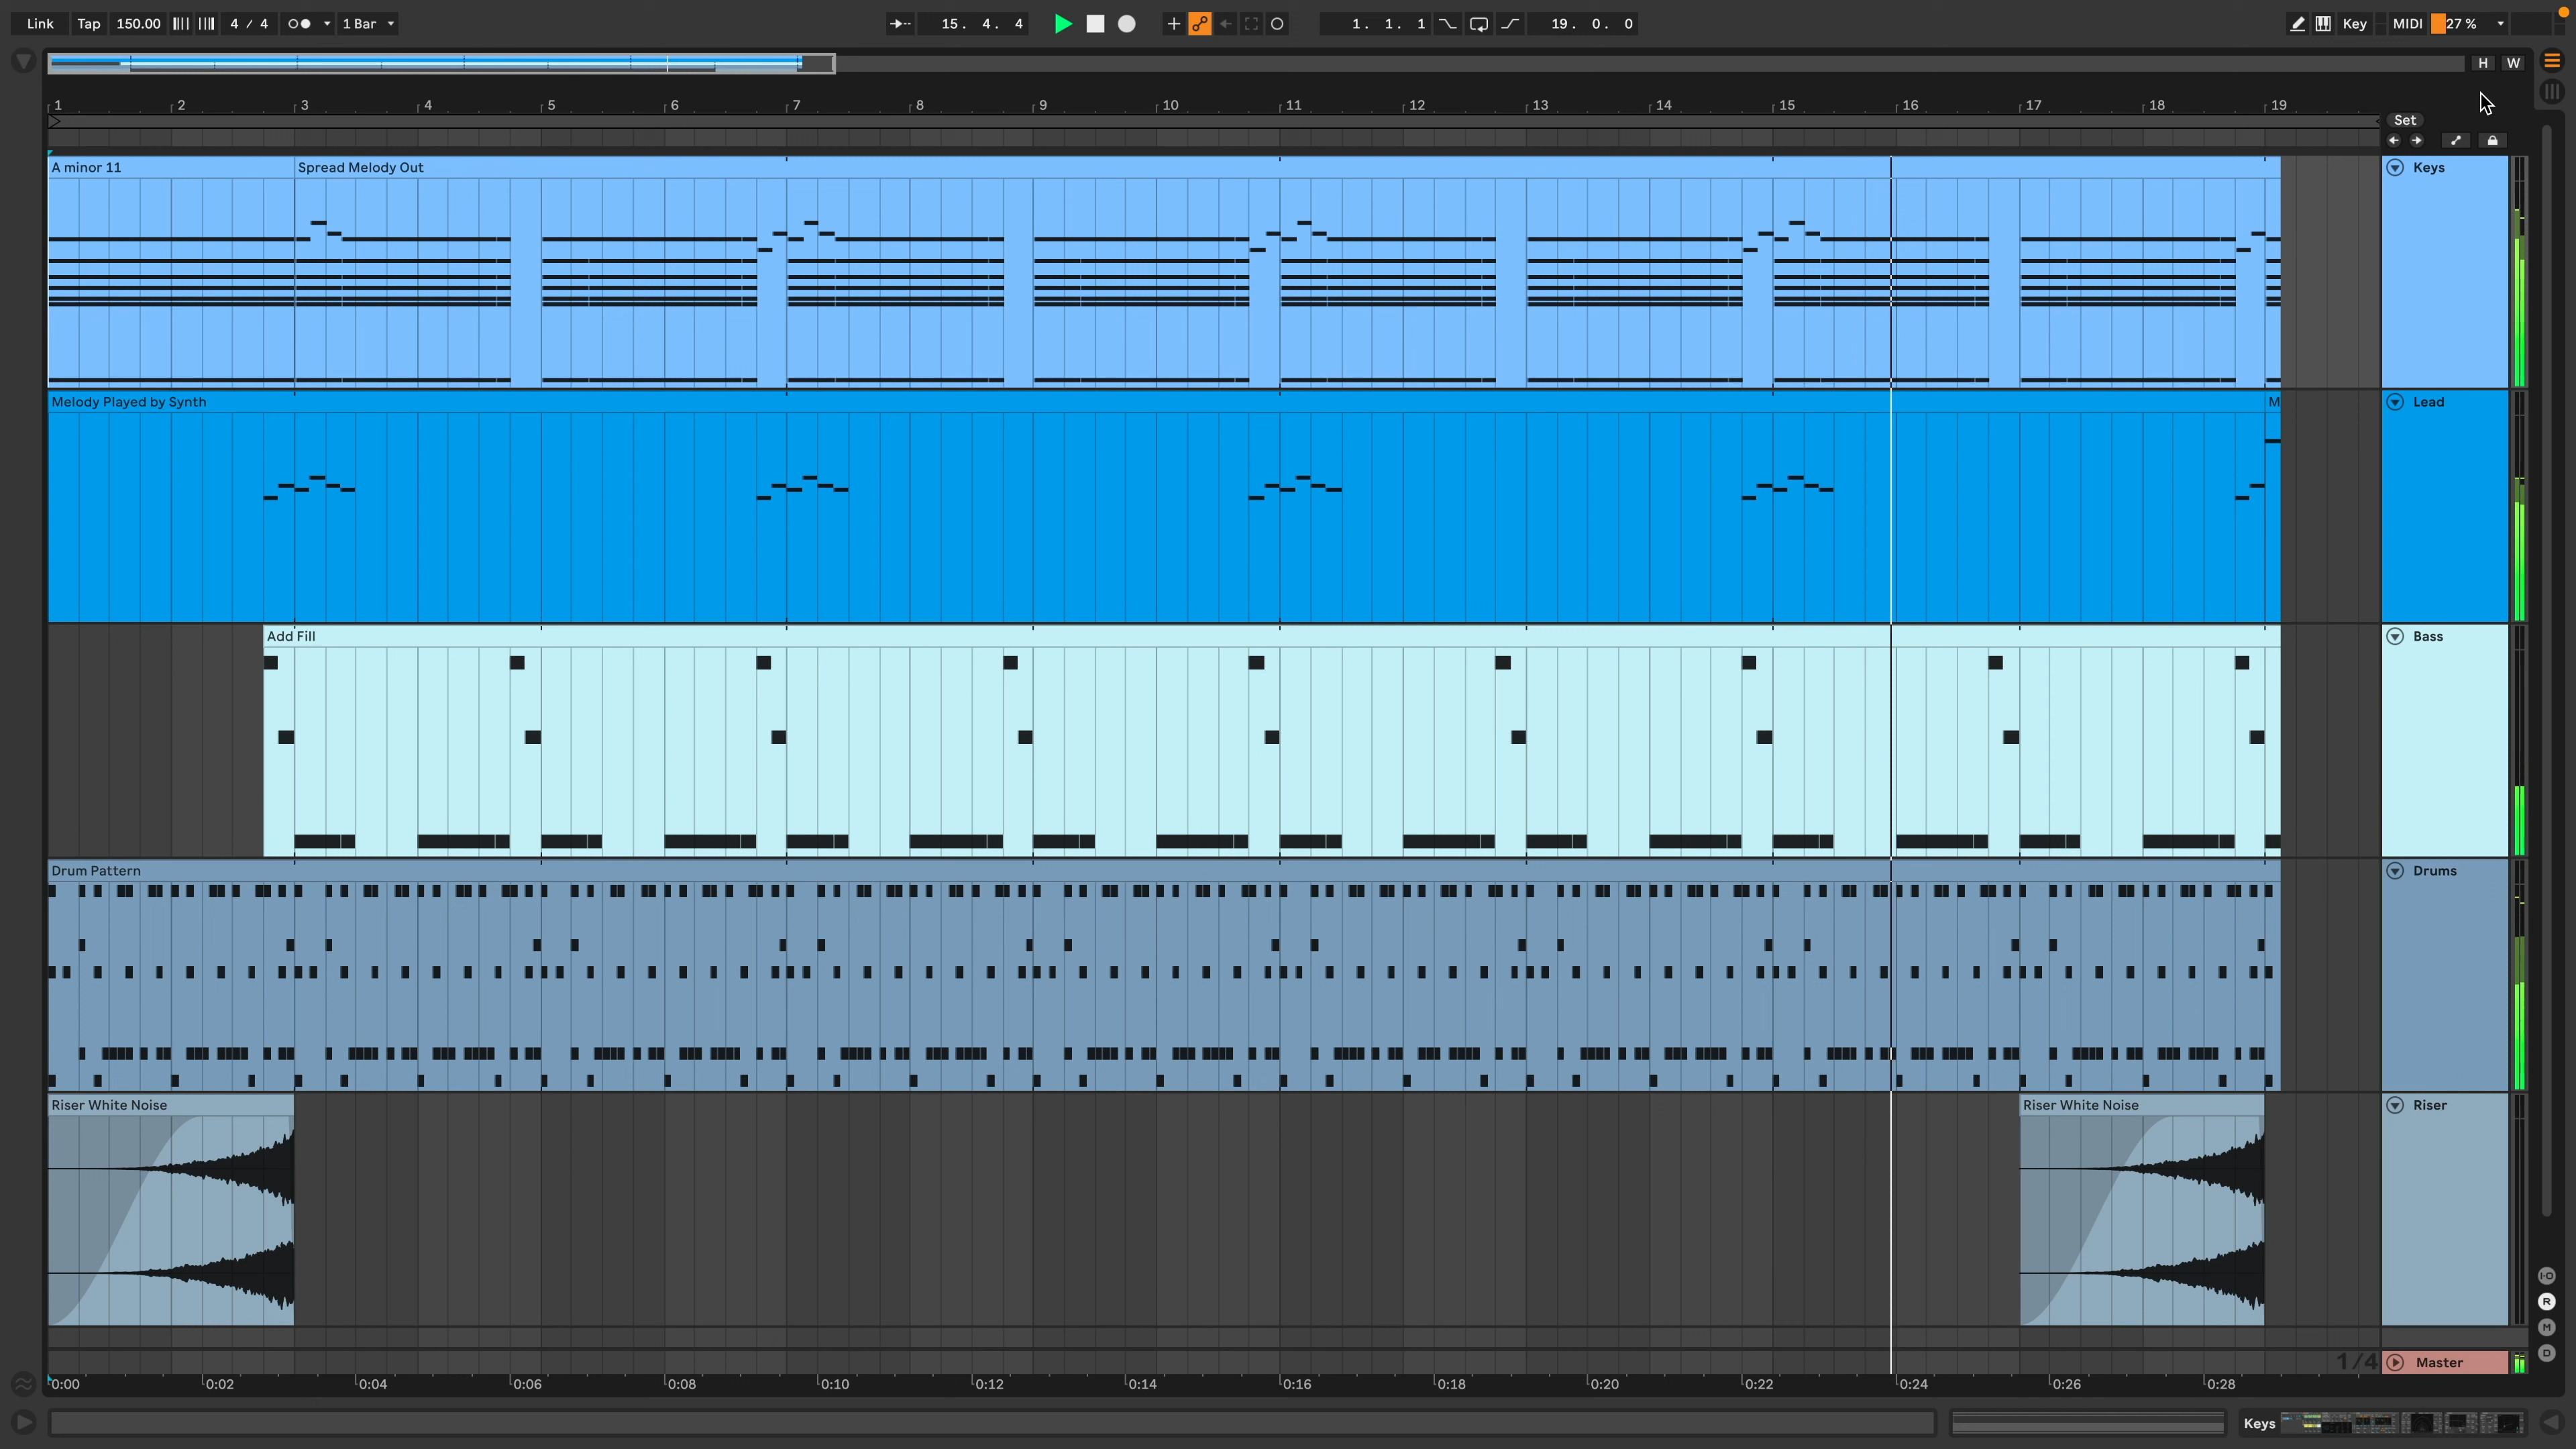 Link Tap 150.00 4 / 4 1 Bar 15. 4. 4 1. 1. 1 19. 0. 0 Key MIDI 27 %
H W
1 2 3 4 5 6 7 8 9 10 11 12 13 14 15 16 17 18 19
Set
A minor 11 Spread Melody Out Keys
Melody Played by Synth M Lead
Add Fill Bass
Drum Pattern Drums
Riser White Noise Riser White Noise Riser
I-O
R
M
D
1/4 Master
0:00 0:02 0:04 0:06 0:08 0:10 0:12 0:14 0:16 0:18 0:20 0:22 0:24 0:26 0:28
Keys